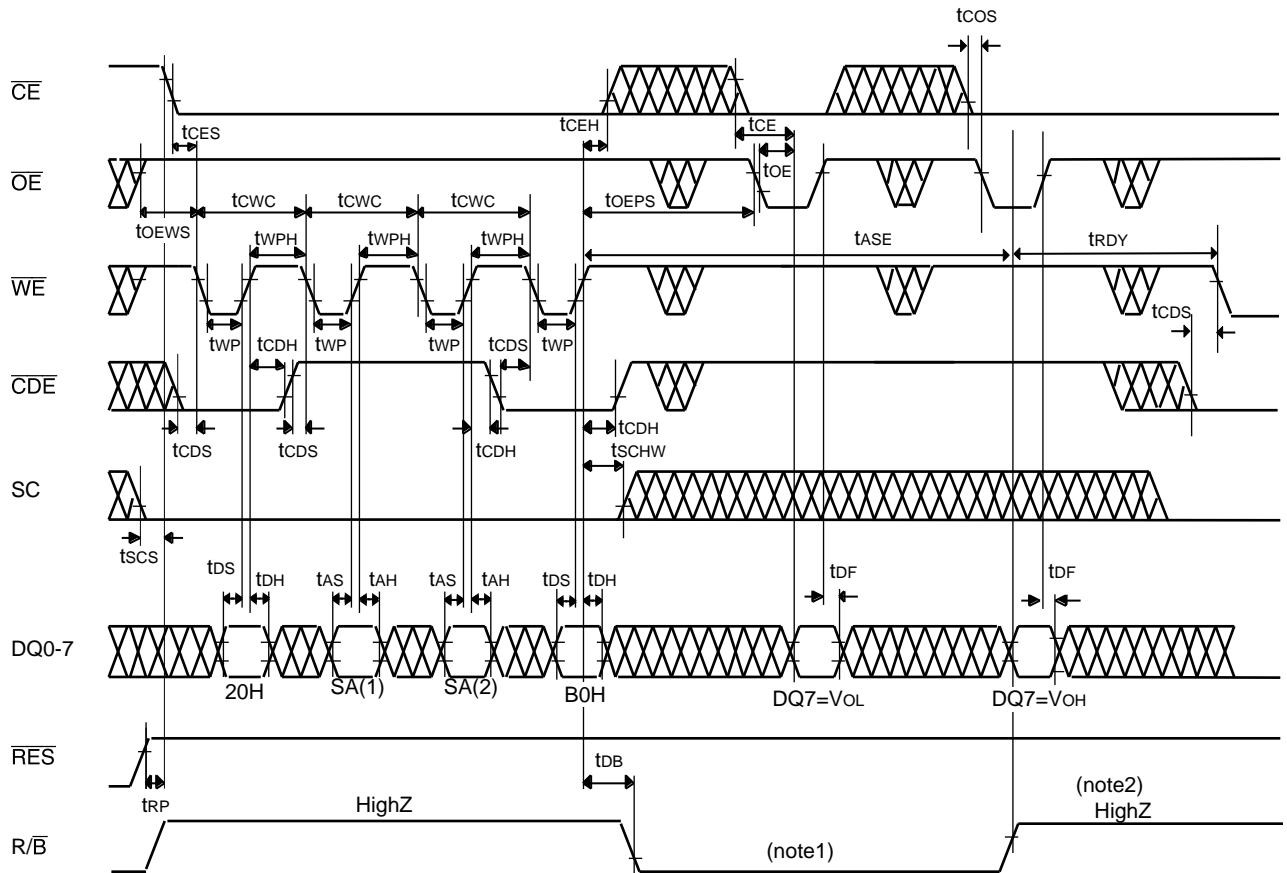 tCOS
CE
tCES
tCEH
tCE
OE
tOE
tCWC
tCWC
tCWC
tOEPS
tOEWS
tWPH
tWPH
tWPH
tASE
tRDY
WE
tWP
tCDH
tWP
tWP
tCDS
tWP
tCDS
CDE
tCDS
tCDS
tCDH
tCDH
tSCHW
SC
tSCS
tDS
tDH
tAS
tAH
tAS
tAH
tDS
tDH
tDF
tDF
DQ0-7
20H
SA(1)
SA(2)
B0H
DQ7=VOL
DQ7=VOH
RES
tRP
tDB
HighZ
(note2)
HighZ
R/B
(note1)